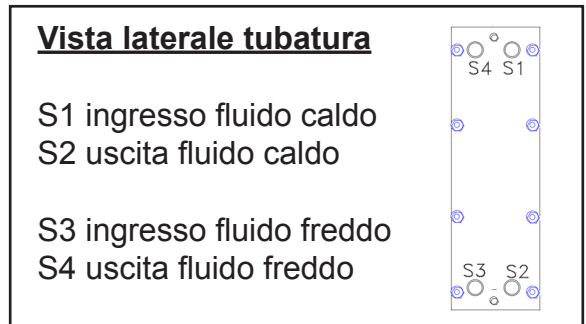 Vista laterale tubatura
S1 ingresso fluido caldo
S2 uscita fluido caldo
S3 ingresso fluido freddo
S4 uscita fluido freddo
S4 S1
S3 S2